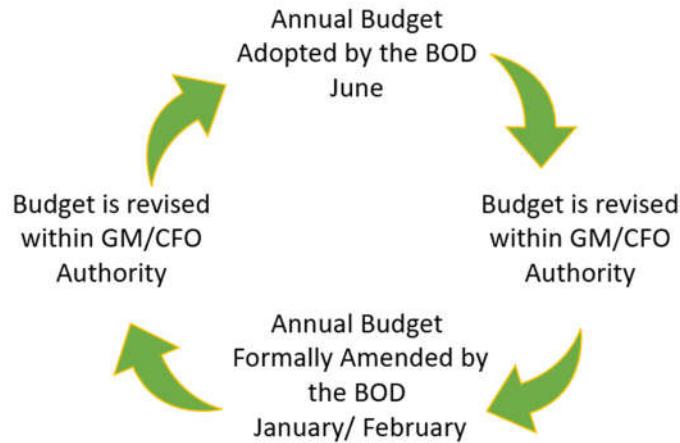 Annual Budget
Adopted by the BOD
June
Budget is revised
within GM/CFO
Authority
Annual Budget
Formally Amended by
the BOD
January/ February
Budget is revised
within GM/CFO
Authority